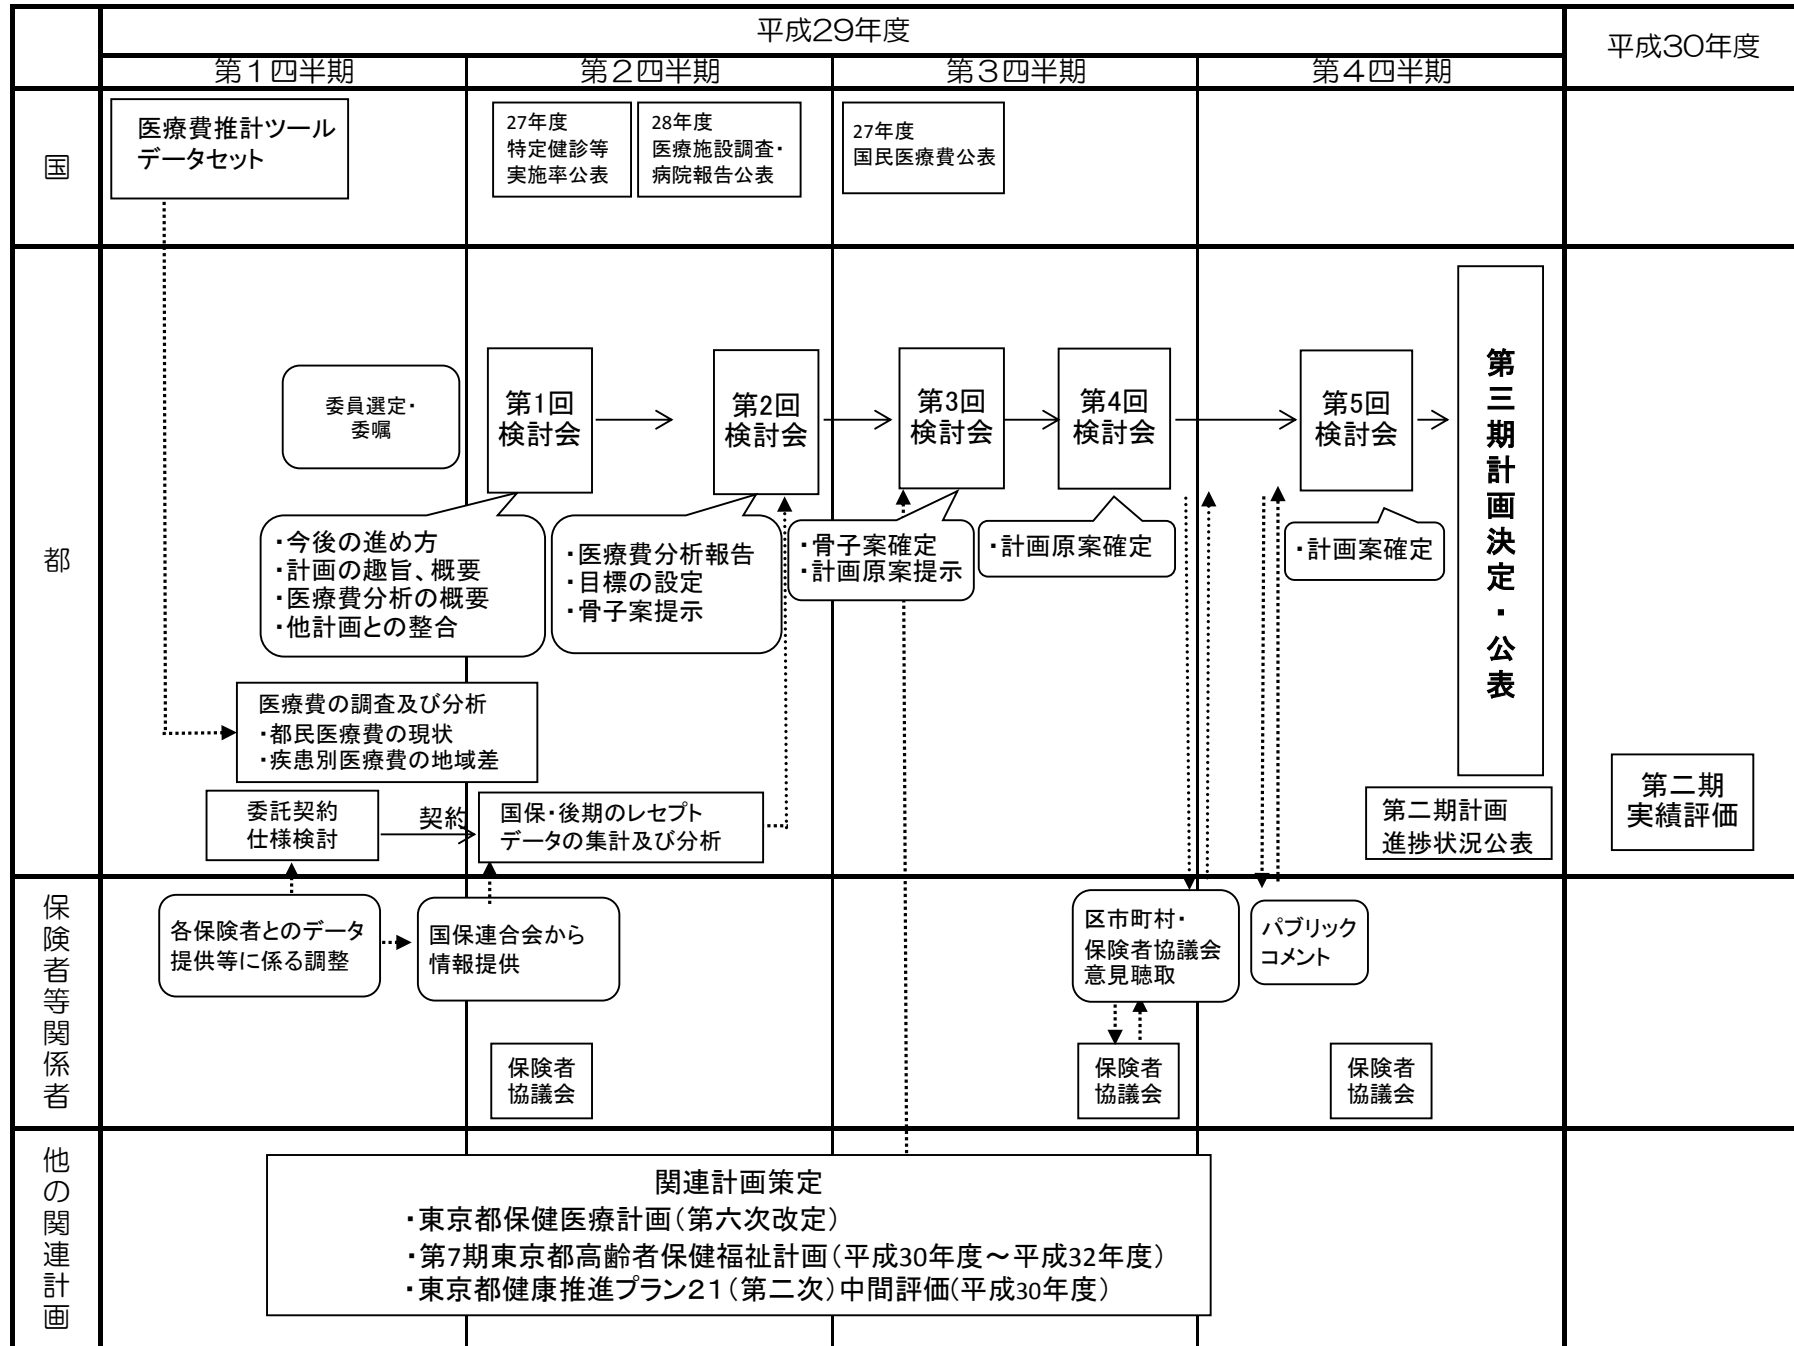 平成29年度
平成30年度
第1四半期
第2四半期
第3四半期
第4四半期
国
医療費推計ツール
データセット
27年度
特定健診等
実施率公表
28年度
医療施設調査・
病院報告公表
27年度
国民医療費公表
都
委員選定・
委嘱
第1回
検討会
第2回
検討会
第3回
検討会
第4回
検討会
第5回
検討会
第三期計画決定・公表
・今後の進め方
・計画の趣旨、概要
・医療費分析の概要
・他計画との整合
・医療費分析報告
・目標の設定
・骨子案提示
・骨子案確定
・計画原案提示
・計画原案確定
・計画案確定
医療費の調査及び分析
・都民医療費の現状
・疾患別医療費の地域差
委託契約
仕様検討
契約
国保・後期のレセプト
データの集計及び分析
第二期計画
進捗状況公表
第二期
実績評価
保険者等関係者
各保険者とのデータ
提供等に係る調整
国保連合会から
情報提供
区市町村・
保険者協議会
意見聴取
パブリック
コメント
保険者
協議会
保険者
協議会
保険者
協議会
他の関連計画
関連計画策定
・東京都保健医療計画(第六次改定)
・第7期東京都高齢者保健福祉計画(平成30年度～平成32年度)
・東京都健康推進プラン21(第二次)中間評価(平成30年度)